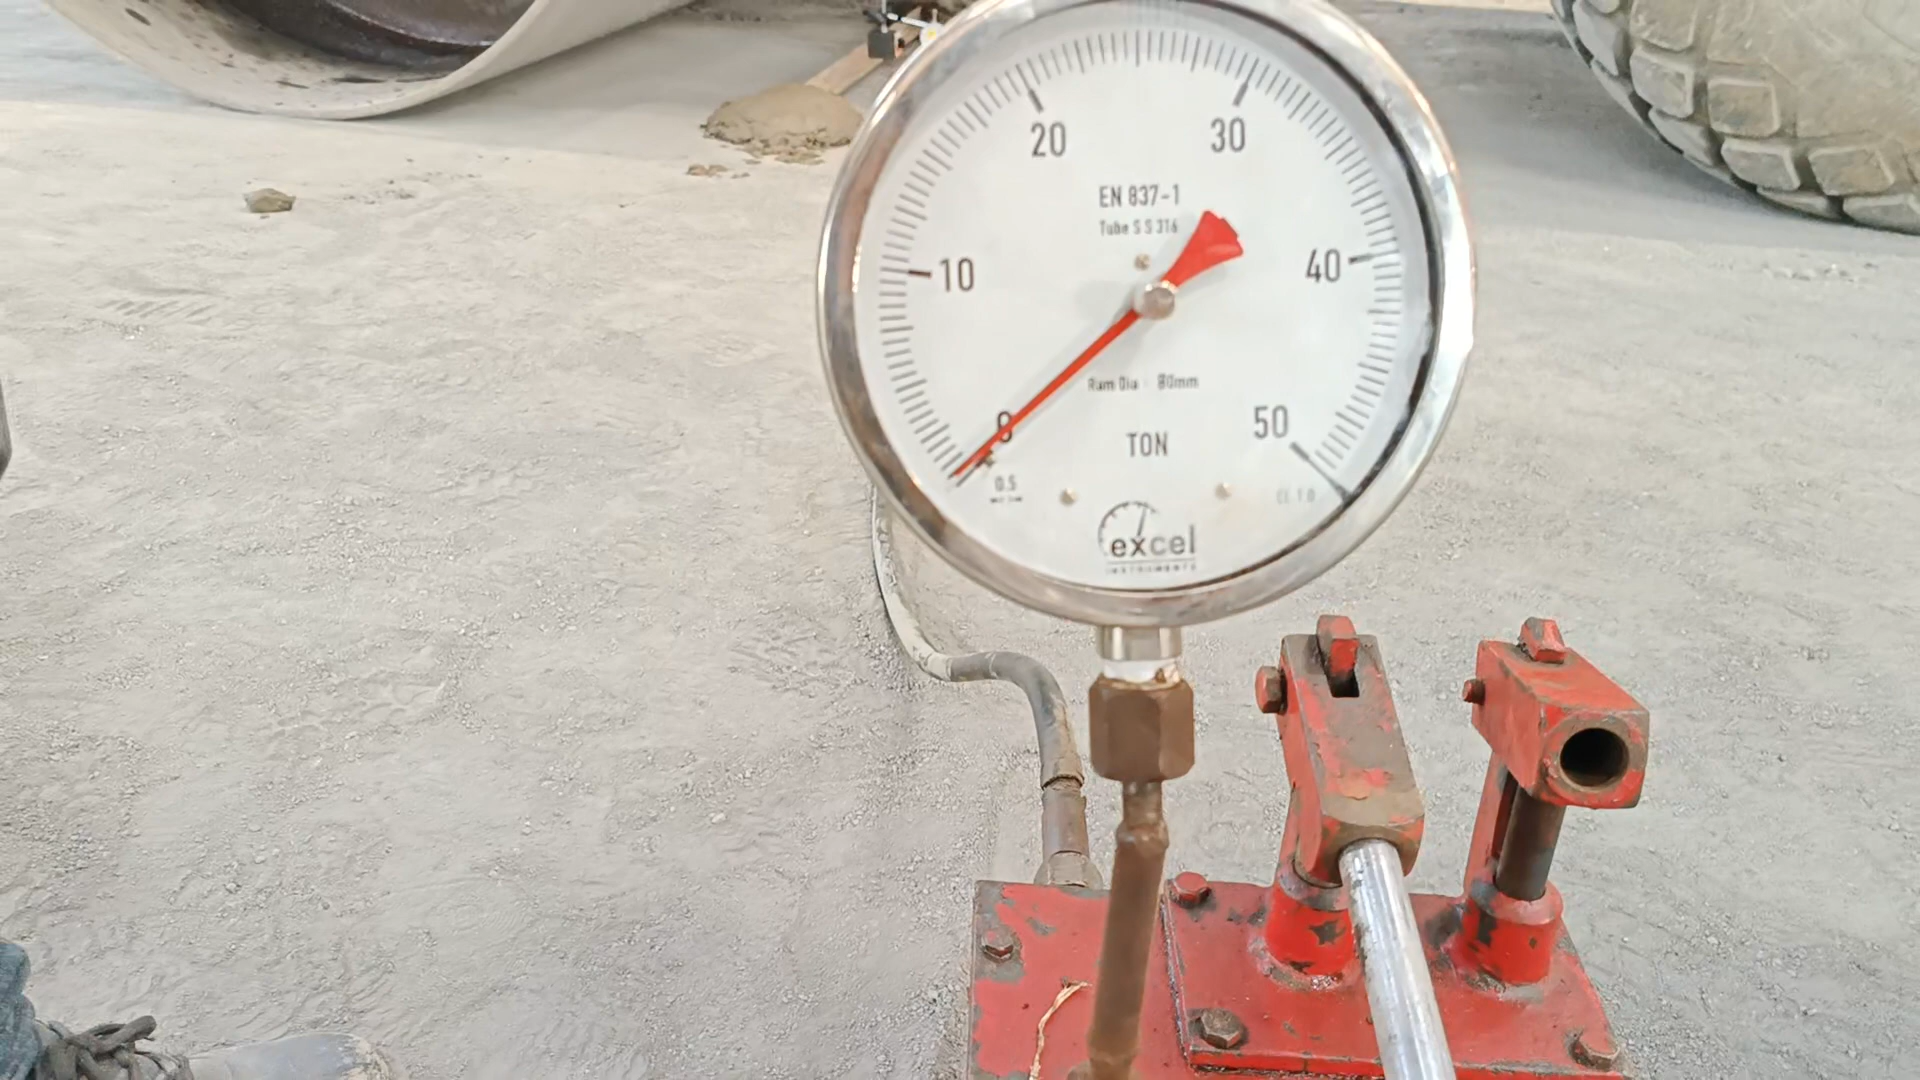 20
30
EN 837-1
Tube S S 316
10
40
Ram Dia - 80mm
0
50
TON
0.5
Cl. 1.0
excel
INSTRUMENTS